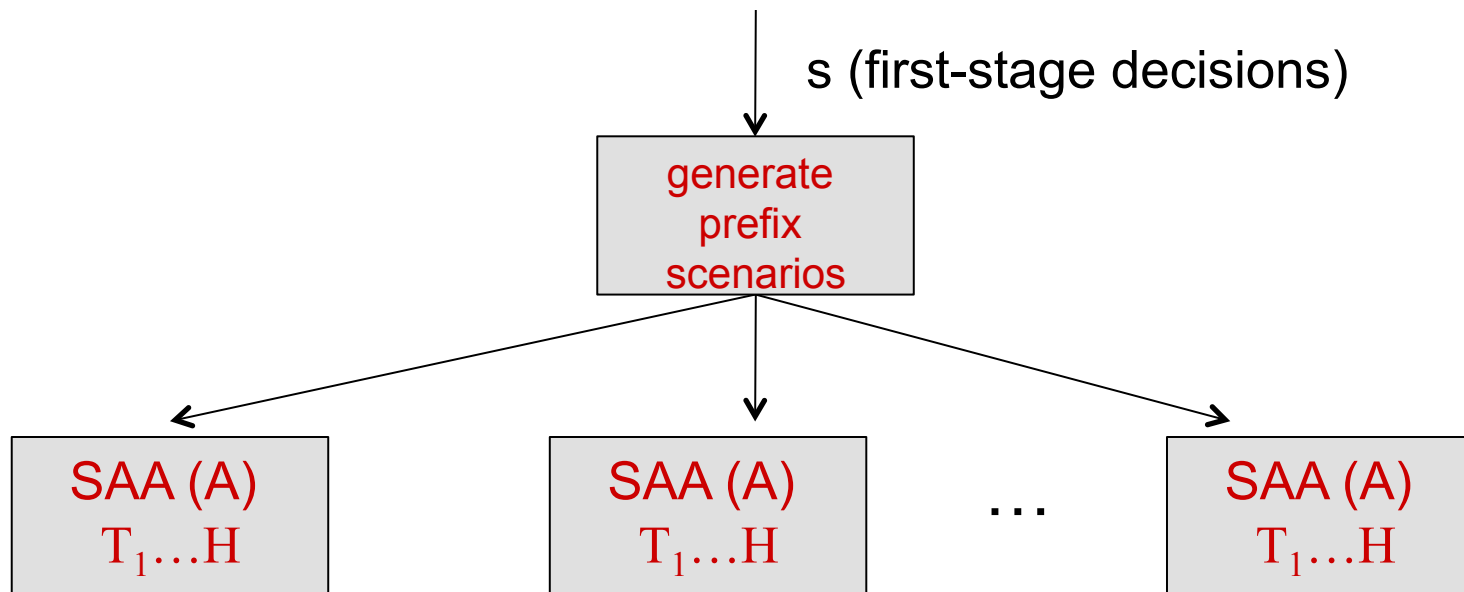 s (first-stage decisions)
generate
prefix
scenarios
SAA (A)
T₁…H
SAA (A)
T₁…H
…
SAA (A)
T₁…H